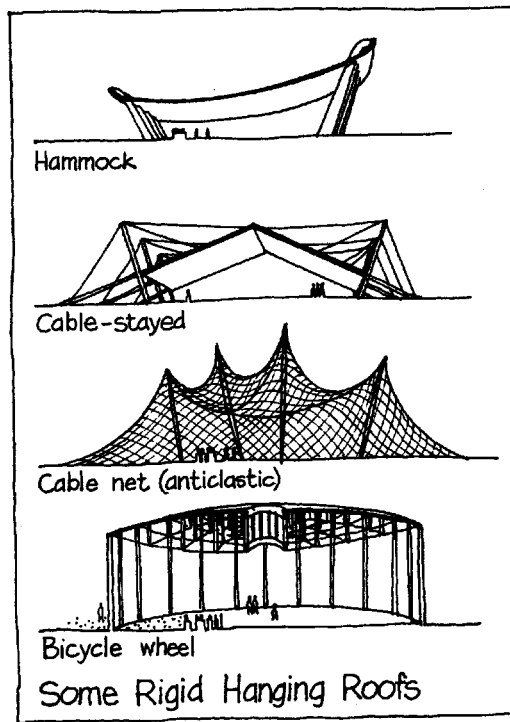 Hammock
Cable-stayed
Cable net (anticlastic)
Bicycle wheel
Some Rigid Hanging Roofs